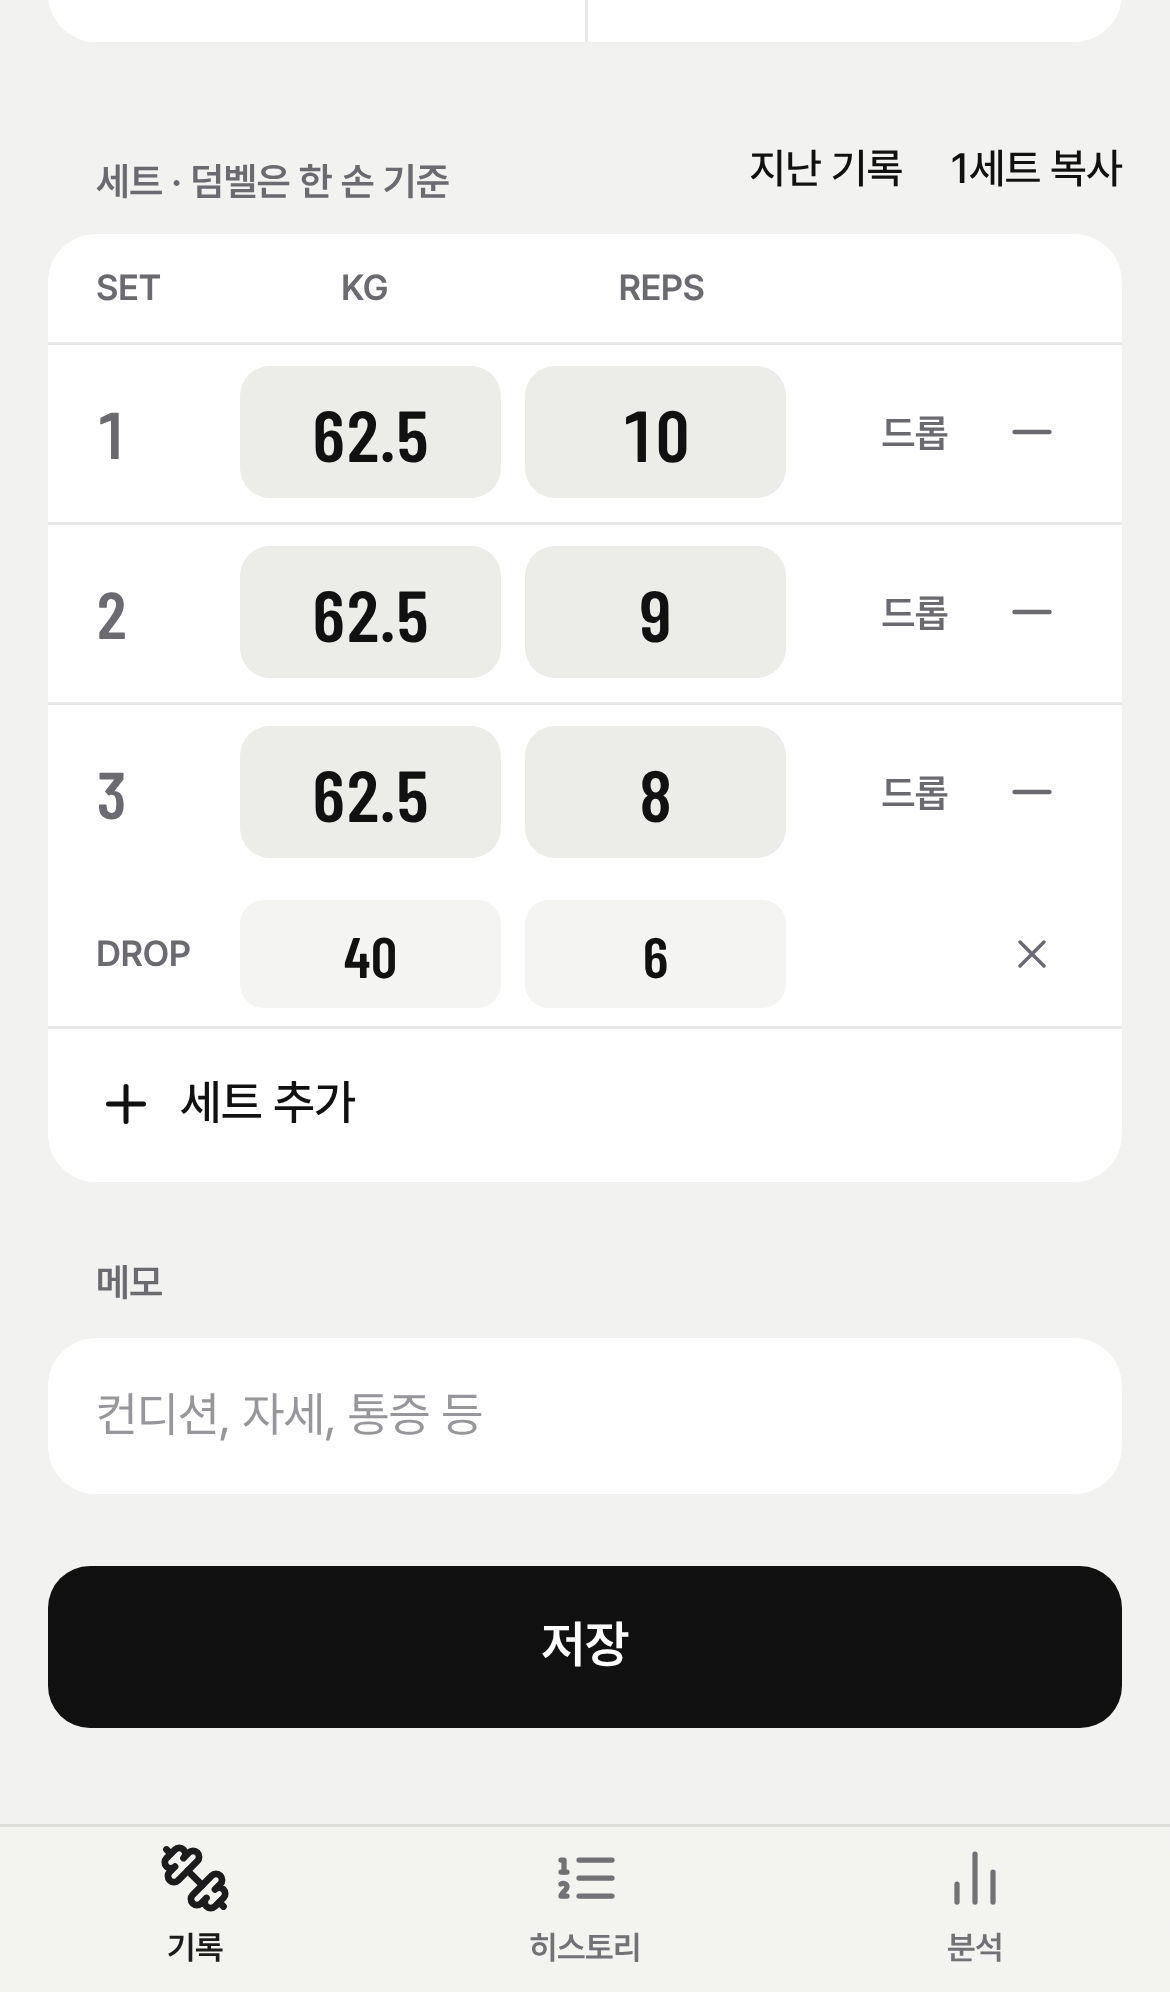 세트 · 덤벨은 한 손 기준 지난 기록 1세트 복사
SET KG REPS
1 62.5 10 드롭
2 62.5 9 드롭
3 62.5 8 드롭
DROP 40 6
세트 추가
메모
컨디션, 자세, 통증 등
저장
기록 히스토리 분석